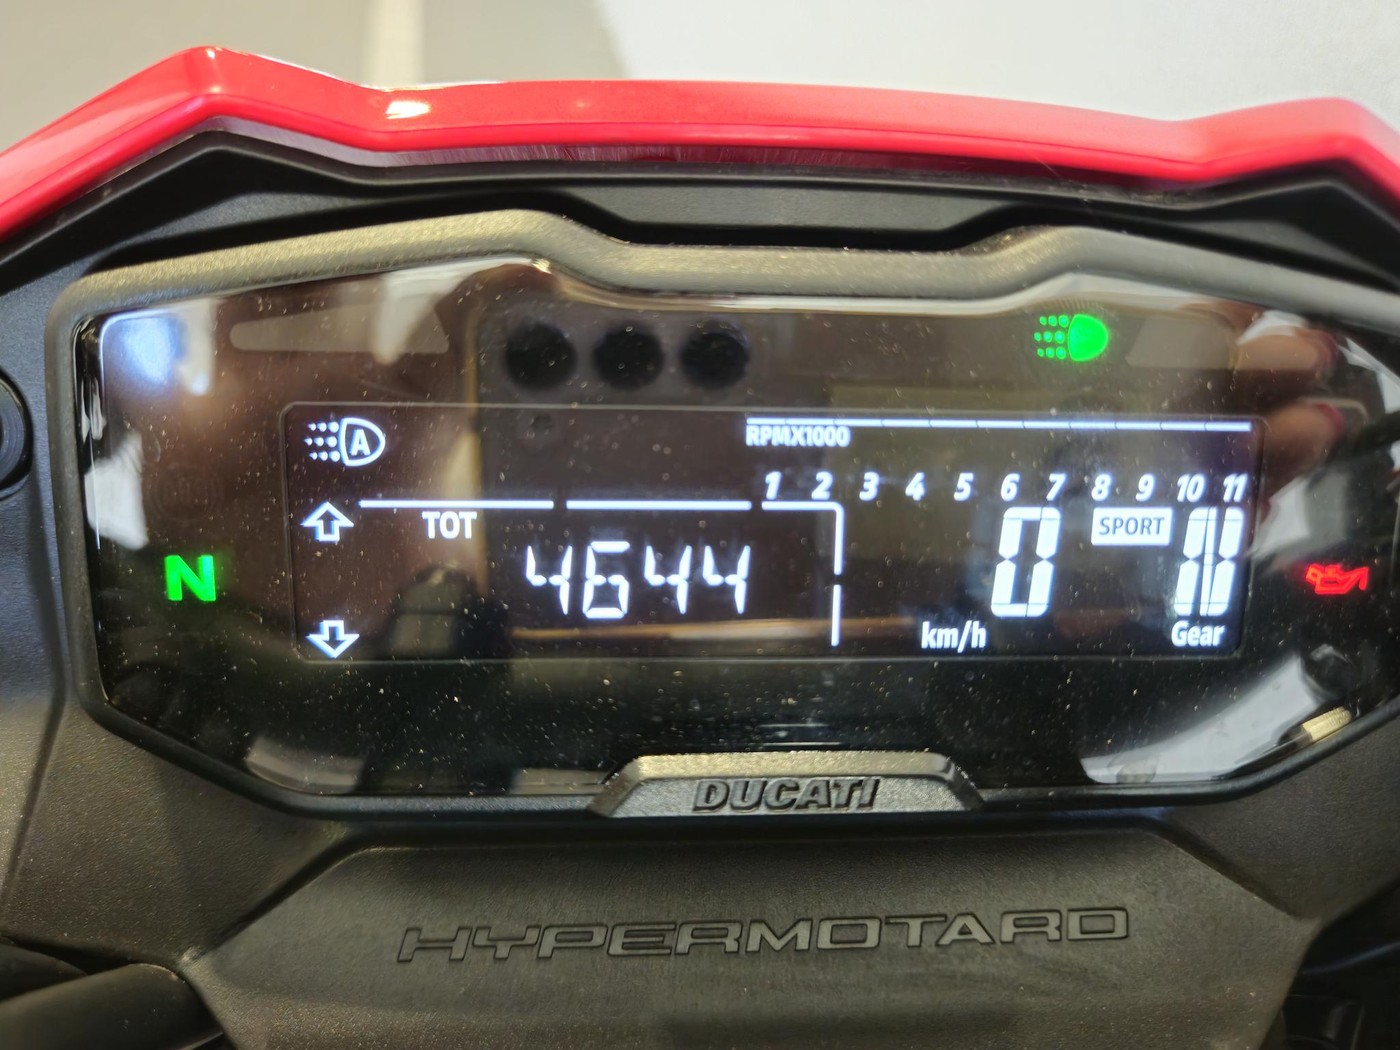 A
RPMX1000
1 2 3 4 5 6 7 8 9 10 11
TOT
4644
0
SPORT
N
N
km/h
Gear
DUCATI
HYPERMOTARD